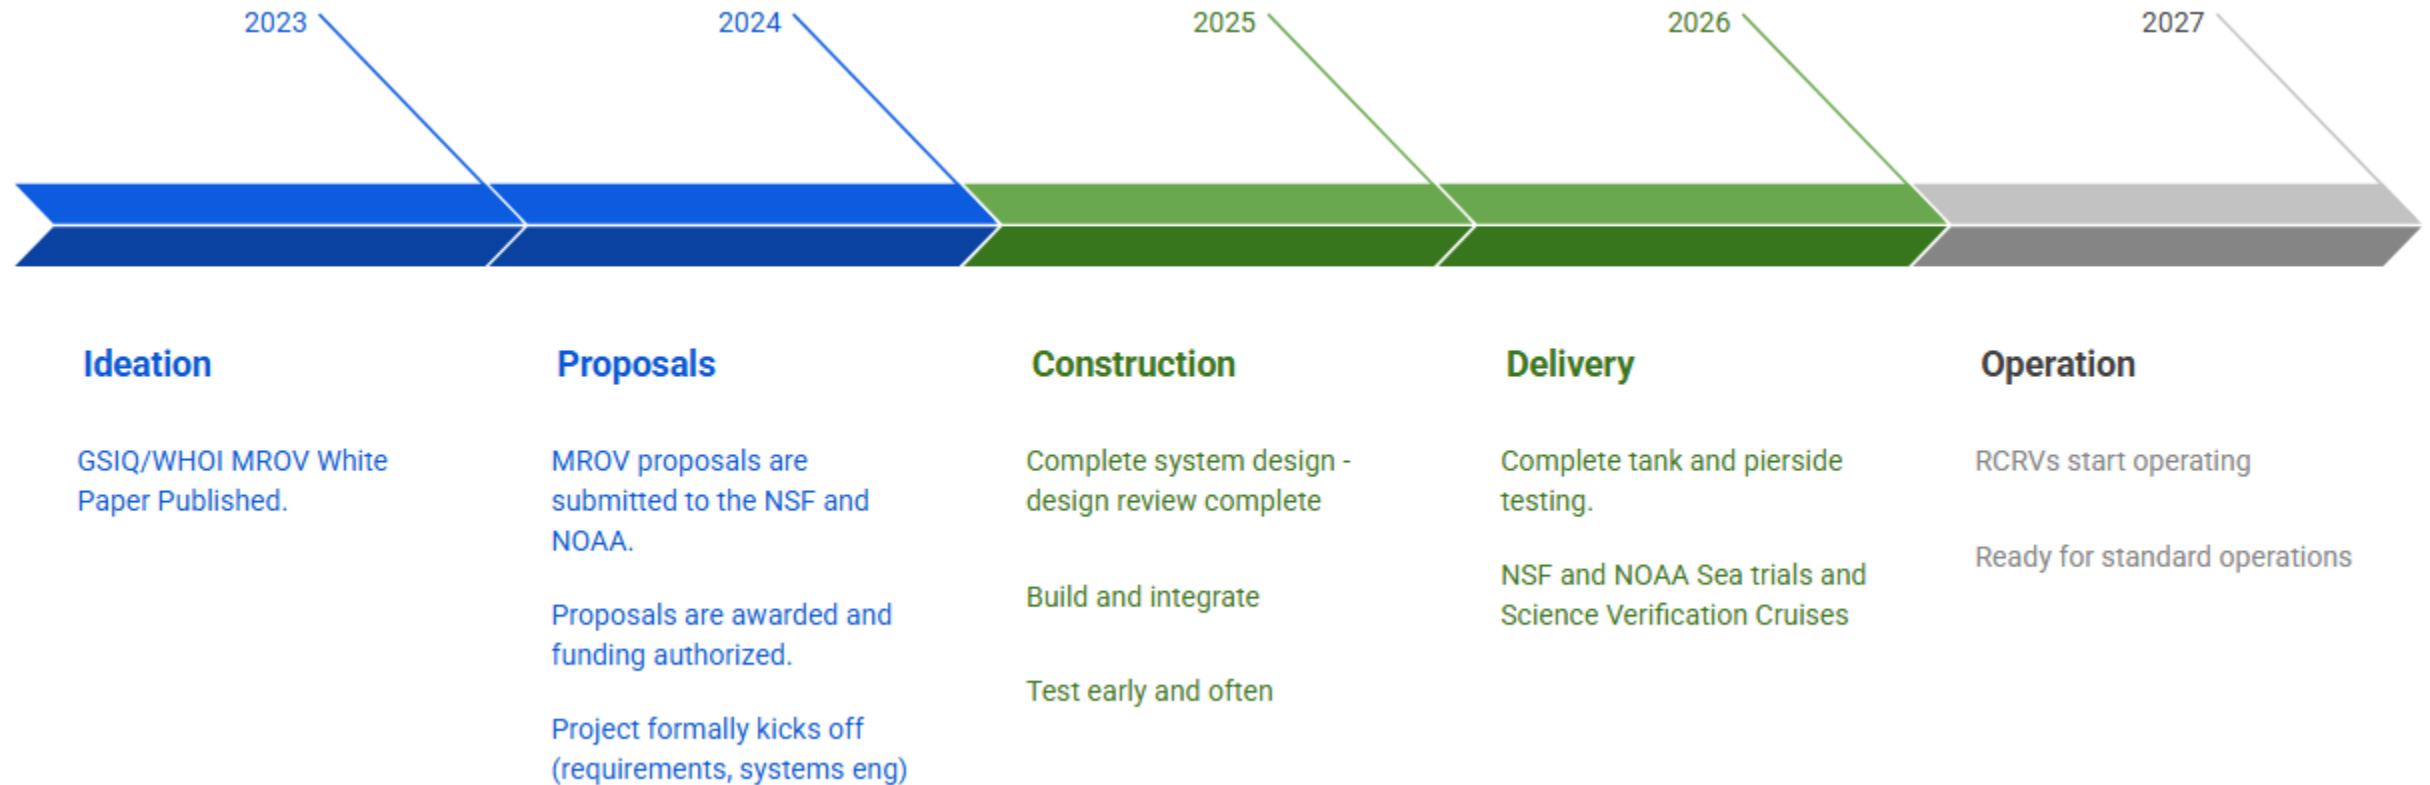 2023
2024
2025
2026
2027
Ideation
GSIQ/WHOI MROV White
Paper Published.
Proposals
MROV proposals are
submitted to the NSF and
NOAA.
Proposals are awarded and
funding authorized.
Project formally kicks off
(requirements, systems eng)
Construction
Complete system design -
design review complete
Build and integrate
Test early and often
Delivery
Complete tank and pierside
testing.
NSF and NOAA Sea trials and
Science Verification Cruises
Operation
RCRVs start operating
Ready for standard operations